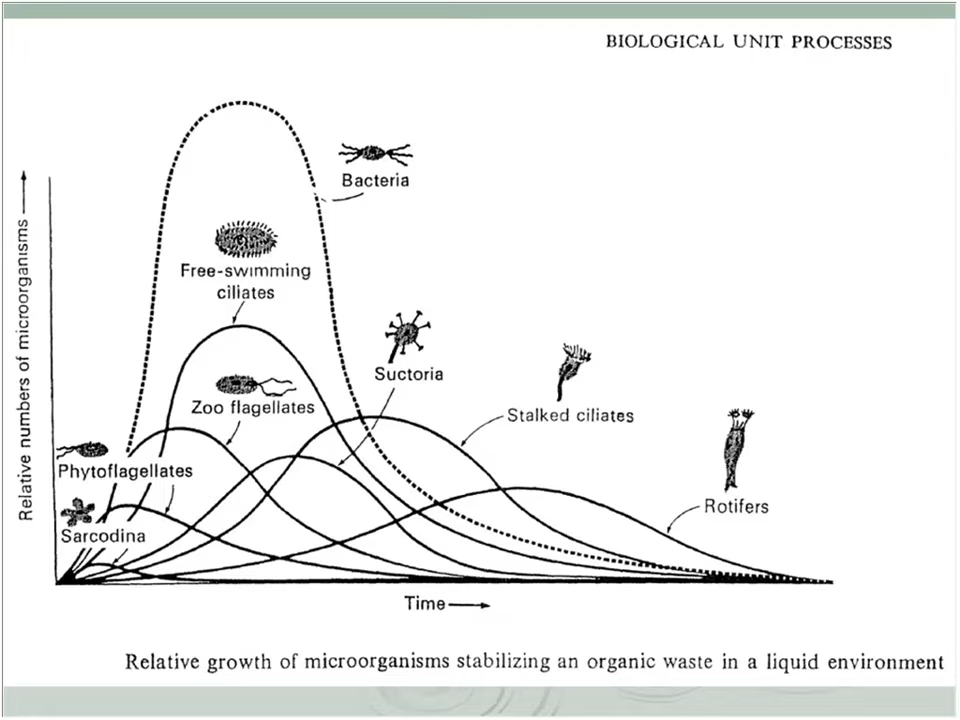 BIOLOGICAL UNIT PROCESSES
Bacteria
Free-swimming
ciliates
Suctoria
Zoo flagellates
Stalked ciliates
Phytoflagellates
Rotifers
Sarcodina
Relative numbers of microorganisms
Time
Relative growth of microorganisms stabilizing an organic waste in a liquid environment